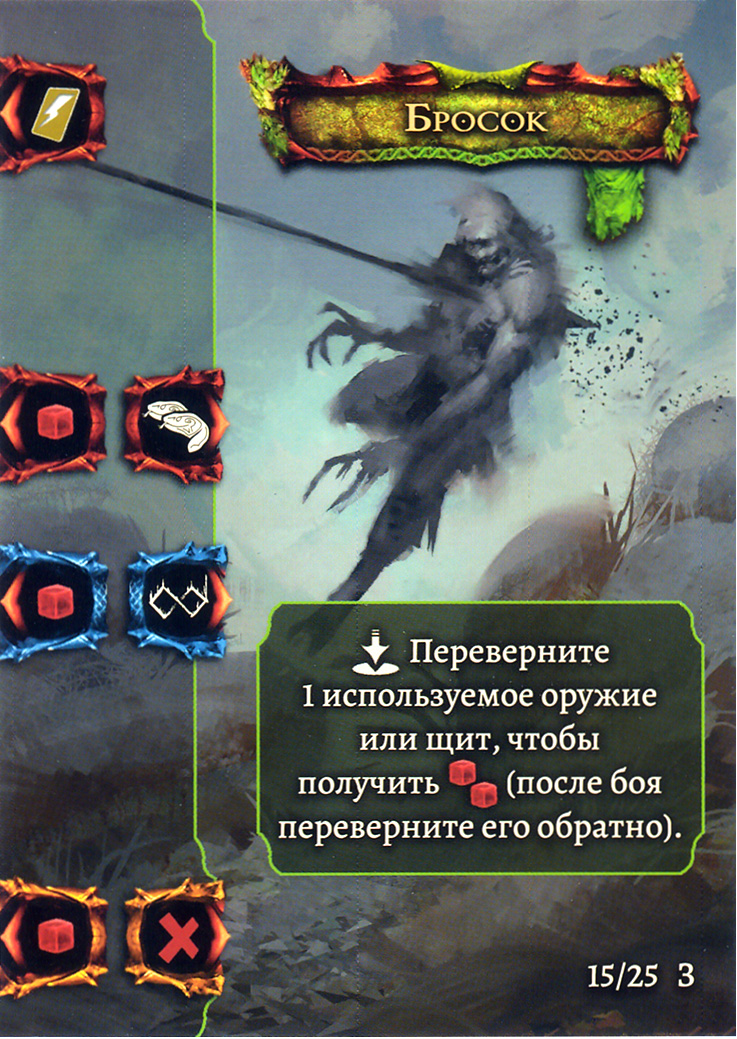 Бросок
Переверните
1 используемое оружие
или щит, чтобы
получить (после боя
переверните его обратно).
15/25 3